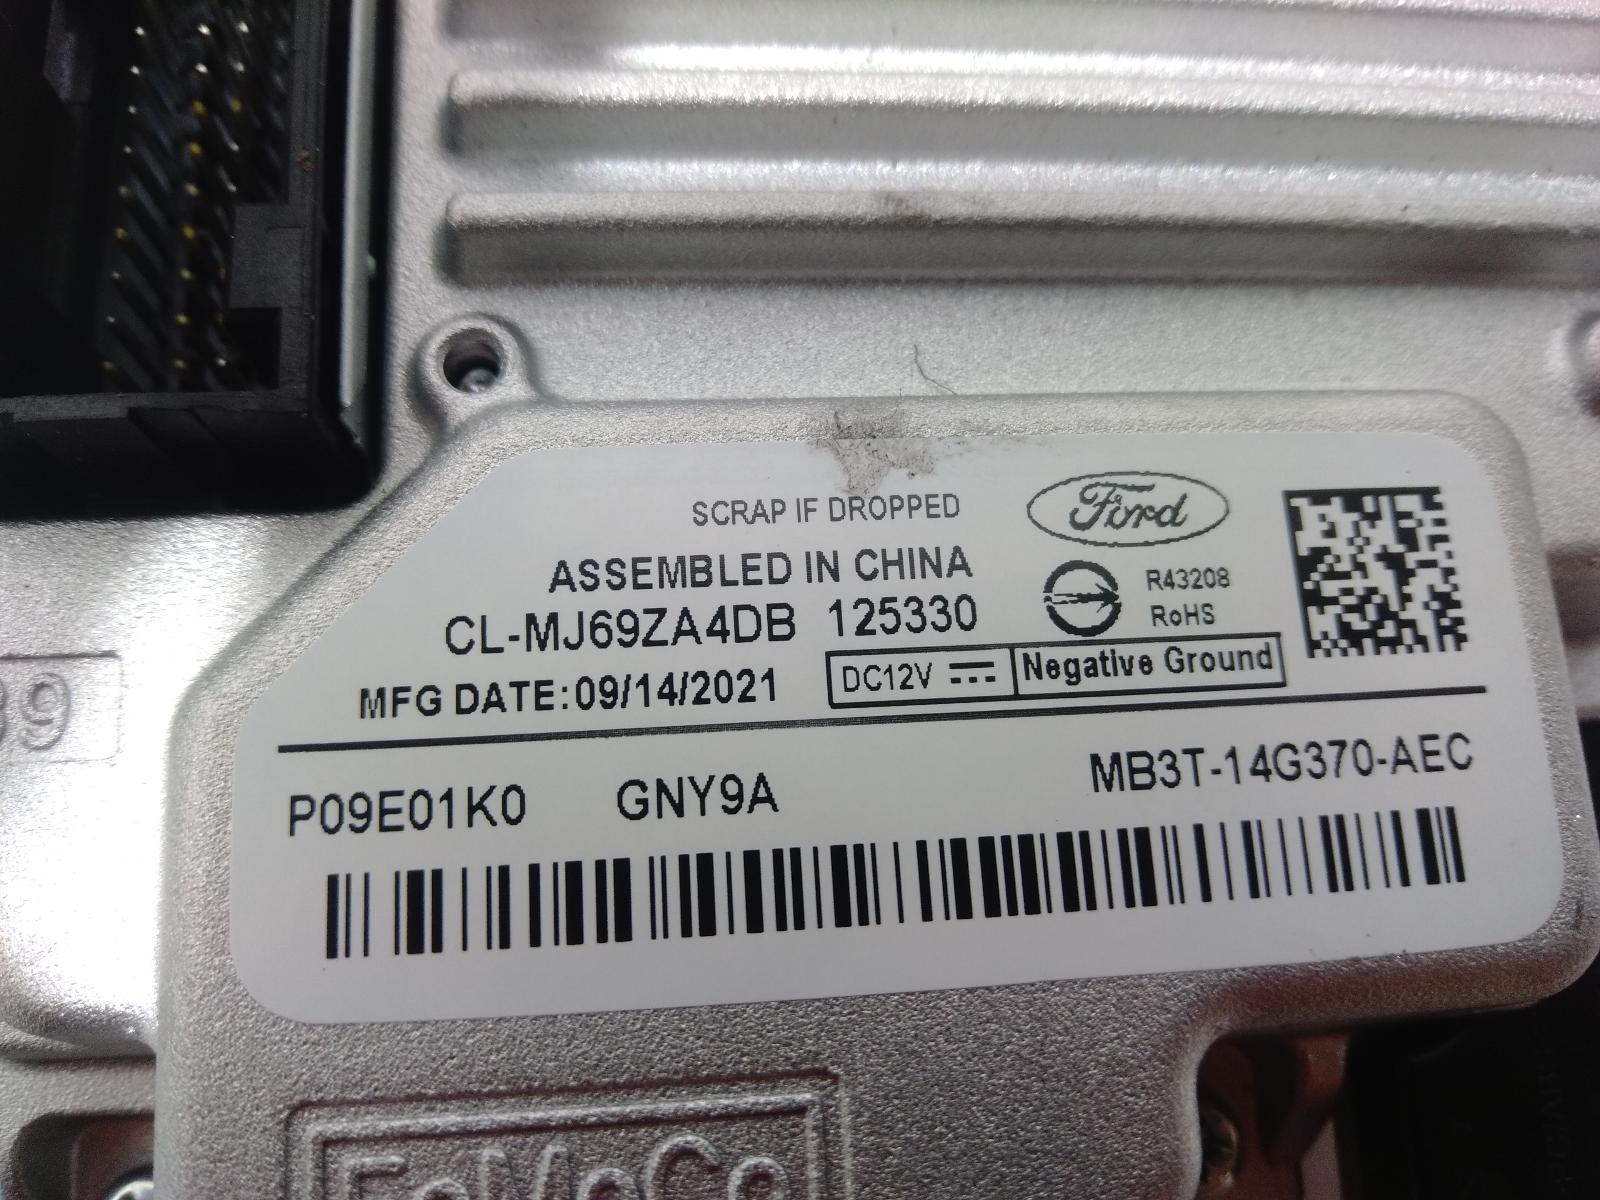 SCRAP IF DROPPED
Ford
ASSEMBLED IN CHINA
R43208
RoHS
CL-MJ69ZA4DB 125330
MFG DATE:09/14/2021
DC12V
Negative Ground
P09E01K0
GNY9A
MB3T-14G370-AEC
FoMoCo